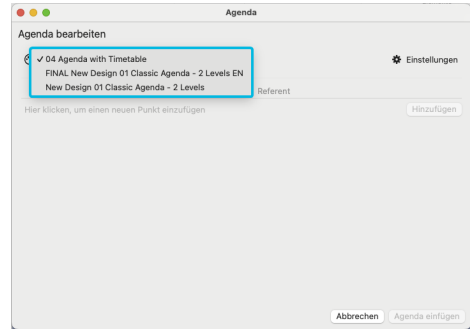 Agenda
Agenda bearbeiten
✓ 04 Agenda with Timetable
Einstellungen
FINAL New Design 01 Classic Agenda - 2 Levels EN
New Design 01 Classic Agenda - 2 Levels
Referent
Hier klicken, um einen neuen Punkt einzufügen
Hinzufügen
Abbrechen
Agenda einfügen